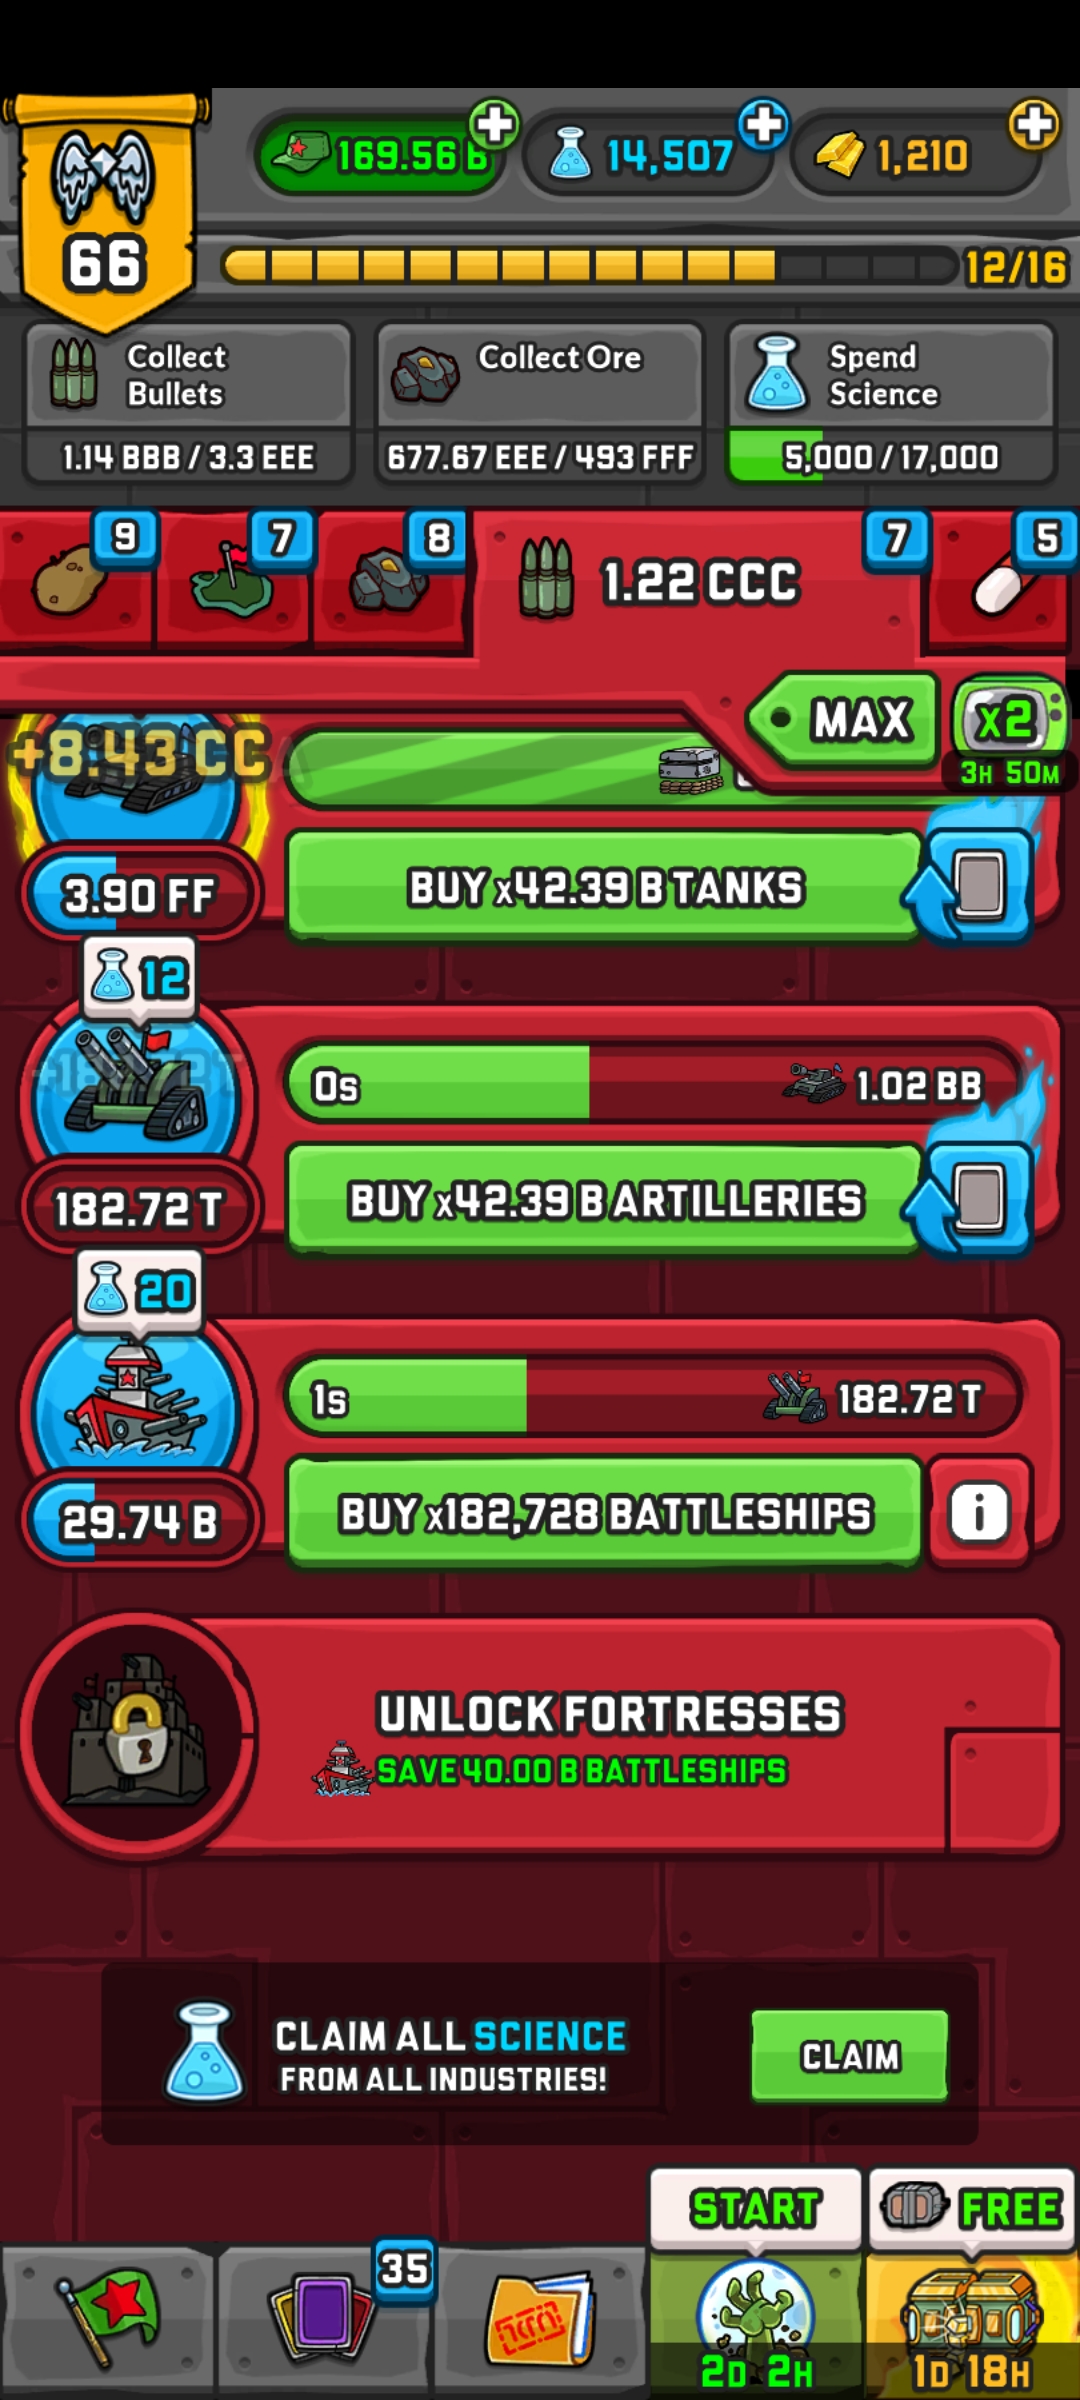 169.56 B
14,507
1,210
66
12/16
Collect
Bullets
1.14 BBB / 3.3 EEE
Collect Ore
677.67 EEE / 493 FFF
Spend
Science
5,000 / 17,000
9
7
8
1.22 CCC
7
5
MAX
x2
3H 50M
+8.43 CC
3.90 FF
BUY x42.39 B TANKS
12
182.72 T
0s
1.02 BB
BUY x42.39 B ARTILLERIES
20
29.74 B
1s
182.72 T
BUY x182,728 BATTLESHIPS
i
UNLOCK FORTRESSES
SAVE 40.00 B BATTLESHIPS
CLAIM ALL SCIENCE
FROM ALL INDUSTRIES!
CLAIM
START
FREE
35
2D 2H
1D 18H